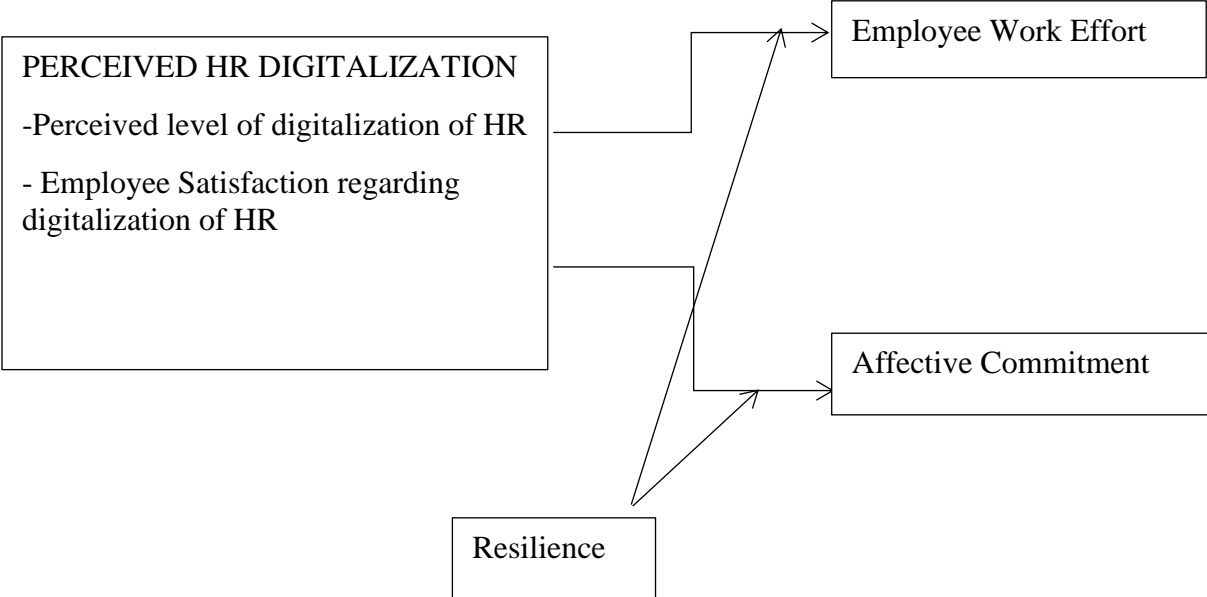 Employee Work Effort
PERCEIVED HR DIGITALIZATION
-Perceived level of digitalization of HR
- Employee Satisfaction regarding
digitalization of HR
Affective Commitment
Resilience